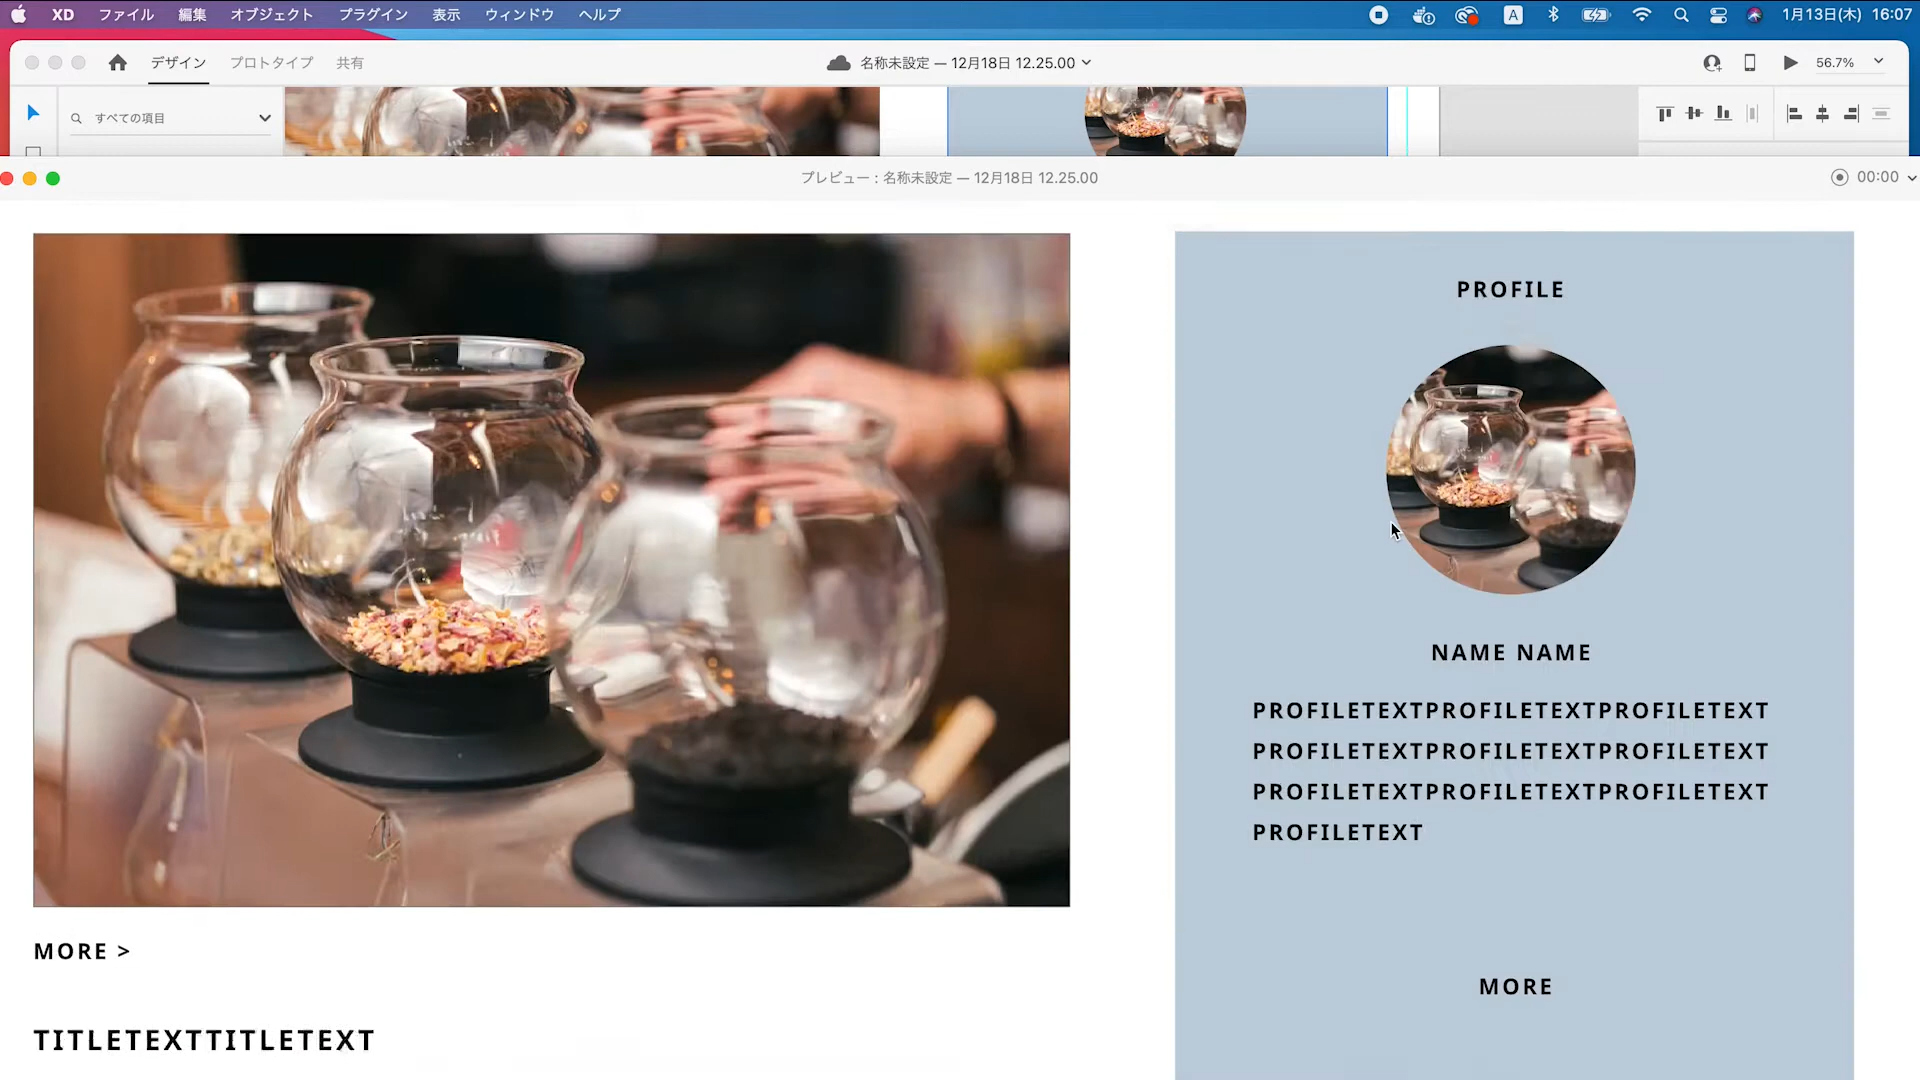 XD ファイル 編集 オブジェクト プラグイン 表示 ウィンドウ ヘルプ A 1月13日(木) 16:07
デザイン プロトタイプ 共有 名称未設定 — 12月18日 12.25.00 56.7%
すべての項目
プレビュー : 名称未設定 — 12月18日 12.25.00 00:00
PROFILE
NAME NAME
PROFILETEXTPROFILETEXTPROFILETEXT
PROFILETEXTPROFILETEXTPROFILETEXT
PROFILETEXTPROFILETEXTPROFILETEXT
PROFILETEXT
MORE >
MORE
TITLETEXTTITLETEXT